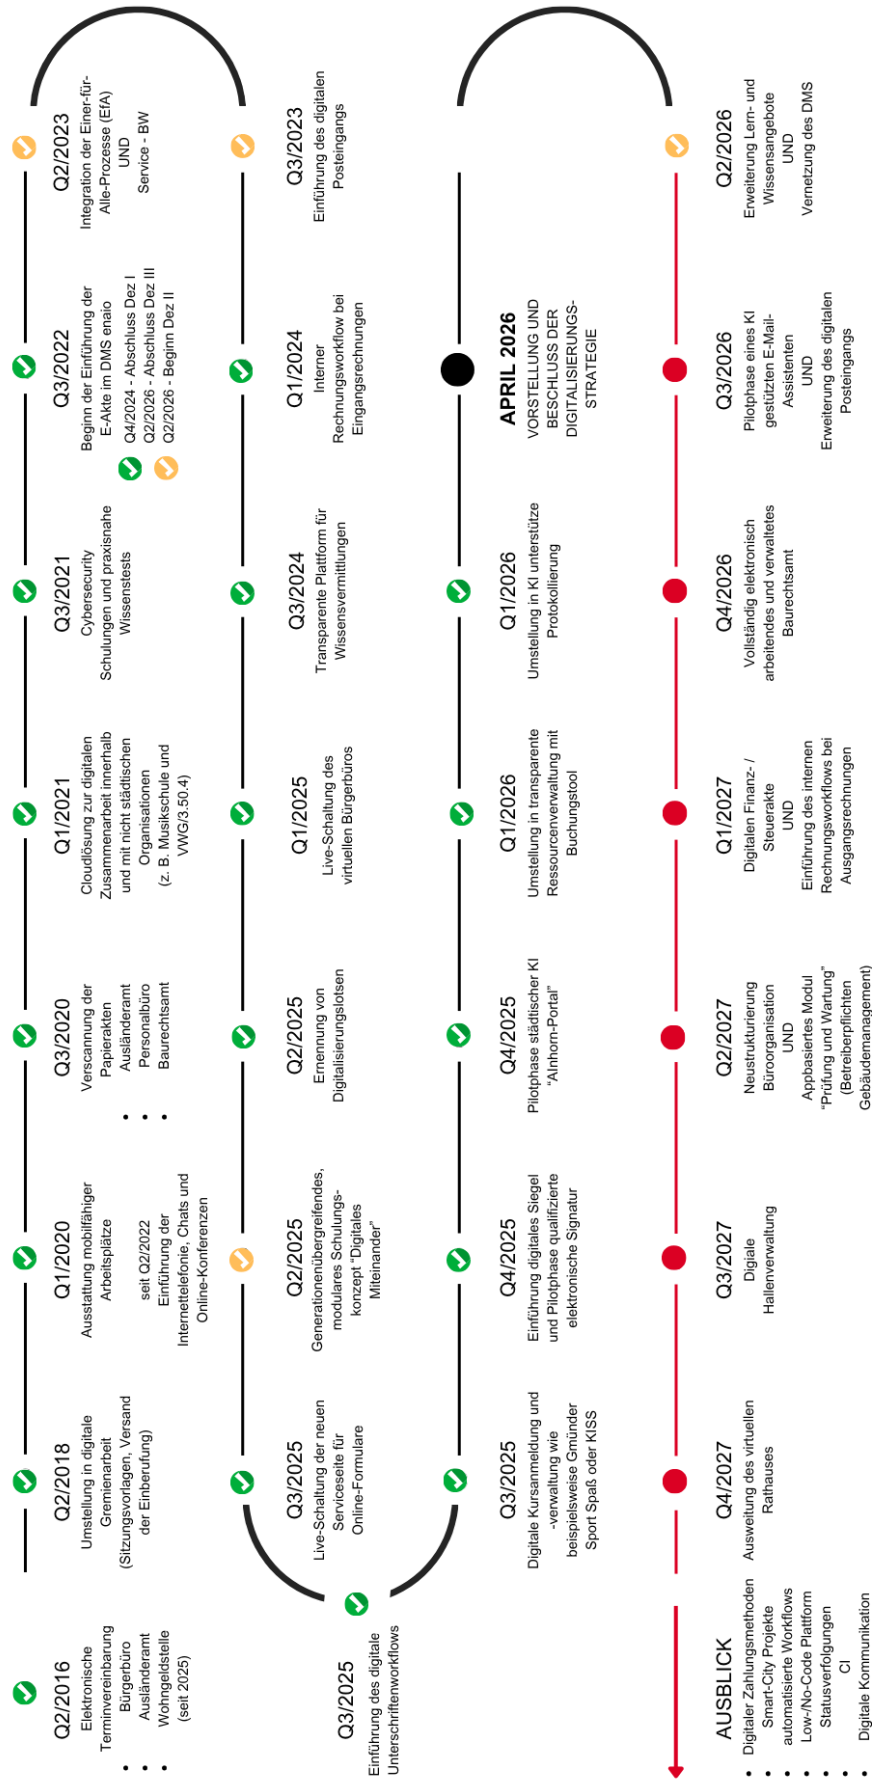 Q2/2016
Elektronische
Terminvereinbarung
• Bürgerbüro
• Ausländeramt
• Wohngeldstelle
(seit 2025)
Q2/2018
Umstellung in digitale
Gremienarbeit
(Sitzungsvorlagen, Versand
der Einberufung)
Q1/2020
Ausstattung mobilfähiger
Arbeitsplätze
seit Q2/2022
Einführung der
Internettelefonie, Chats und
Online-Konferenzen
Q3/2020
Verscannung der
Papierakten
• Ausländeramt
• Personalbüro
• Baurechtsamt
Q1/2021
Cloudlösung zur digitalen
Zusammenarbeit innerhalb
und mit nicht städtischen
Organisationen
(z. B. Musikschule und
VWG/3.50.4)
Q3/2021
Cybersecurity
Schulungen und praxisnahe
Wissenstests
Q3/2022
Beginn der Einführung der
E-Akte im DMS enaio
Q4/2024 - Abschluss Dez I
Q2/2026 - Abschluss Dez III
Q2/2026 - Beginn Dez II
Q2/2023
Integration der Einer-für-
Alle-Prozesse (EfA)
UND
Service - BW
Q3/2023
Einführung des digitalen
Posteingangs
Q1/2024
Interner
Rechnungsworkflow bei
Eingangsrechnungen
Q3/2024
Transparente Plattform für
Wissensvermittlungen
Q1/2025
Live-Schaltung des
virtuellen Bürgerbüros
Q2/2025
Ernennung von
Digitalisierungslotsen
Q2/2025
Generationenübergreifendes,
modulares Schulungs-
konzept "Digitales
Miteinander"
Q3/2025
Live-Schaltung der neuen
Serviceseite für
Online-Formulare
Q3/2025
Einführung des digitale
Unterschriftenworkflows
Q3/2025
Digitale Kursanmeldung und
-verwaltung wie
beispielsweise Gmünder
Sport Spaß oder KISS
Q4/2025
Einführung digitales Siegel
und Pilotphase qualifizierte
elektronische Signatur
Q4/2025
Pilotphase städtischer KI
"AInhorn-Portal"
Q1/2026
Umstellung in transparente
Ressourcenverwaltung mit
Buchungstool
Q1/2026
Umstellung in KI unterstütze
Protokollierung
APRIL 2026
VORSTELLUNG UND
BESCHLUSS DER
DIGITALISIERUNGS-
STRATEGIE
Q2/2026
Erweiterung Lern- und
Wissensangebote
UND
Vernetzung des DMS
Q3/2026
Pilotphase eines KI
gestützten E-Mail-
Assistenten
UND
Erweiterung des digitalen
Posteingangs
Q4/2026
Vollständig elektronisch
arbeitendes und verwaltetes
Baurechtsamt
Q1/2027
Digitalen Finanz- /
Steuerakte
UND
Einführung des internen
Rechnungsworkflows bei
Ausgangsrechnungen
Q2/2027
Neustrukturierung
Büroorganisation
UND
Appbasiertes Modul
"Prüfung und Wartung"
(Betreiberpflichten
Gebäudemanagement)
Q3/2027
Digiale
Hallenverwaltung
Q4/2027
Ausweitung des virtuellen
Rathauses
AUSBLICK
• Digitaler Zahlungsmethoden
• Smart-City Projekte
• automatisierte Workflows
• Low-/No-Code Plattform
• Statusverfolgungen
• CI
• Digitale Kommunikation